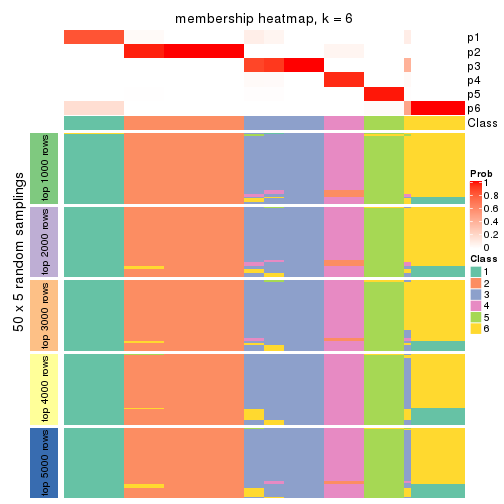 membership heatmap, k = 6
p1
p2
p3
p4
p5
p6
Class
50 x 5 random samplings
top 1000 rows
top 2000 rows
top 3000 rows
top 4000 rows
top 5000 rows
Prob
1
0.8
0.6
0.4
0.2
0
Class
1
2
3
4
5
6